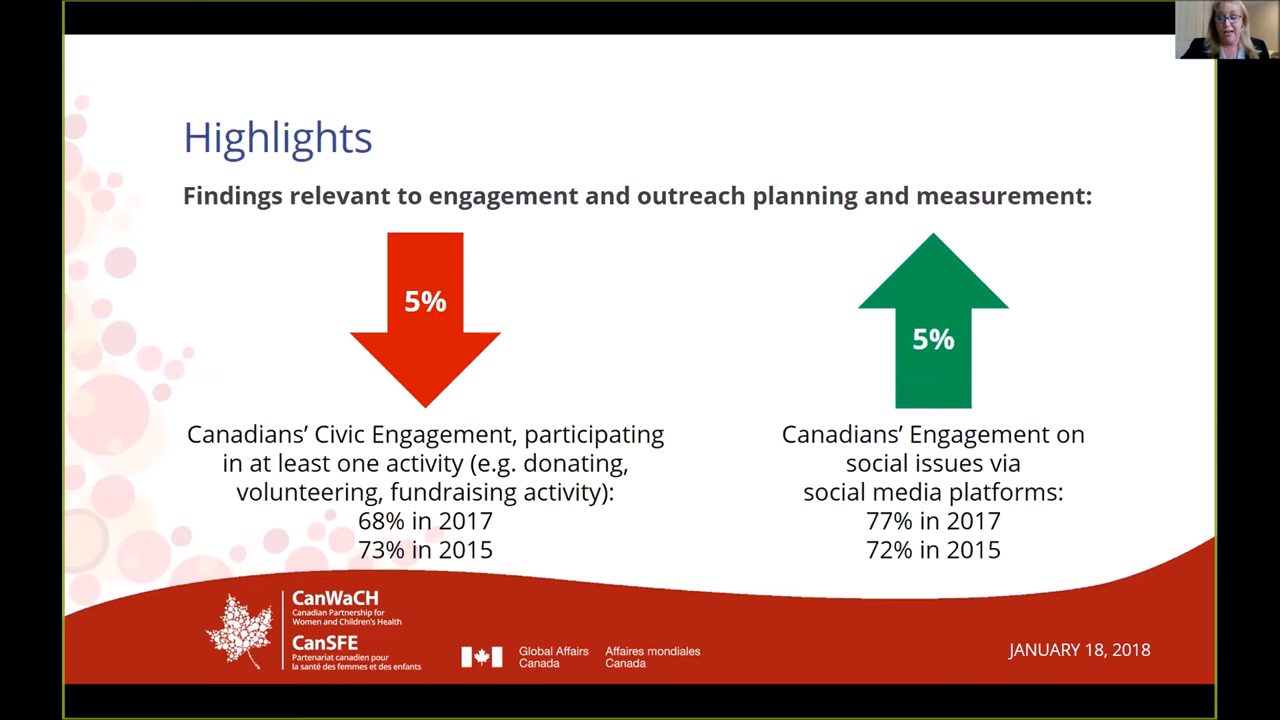 Highlights
Findings relevant to engagement and outreach planning and measurement:
5%
5%
Canadians’ Civic Engagement, participating
in at least one activity (e.g. donating,
volunteering, fundraising activity):
68% in 2017
73% in 2015
Canadians’ Engagement on
social issues via
social media platforms:
77% in 2017
72% in 2015
CanWaCH
Canadian Partnership for
Women and Children's Health
CanSFE
Partenariat canadien pour
la santé des femmes et des enfants
Global Affairs
Canada
Affaires mondiales
Canada
JANUARY 18, 2018